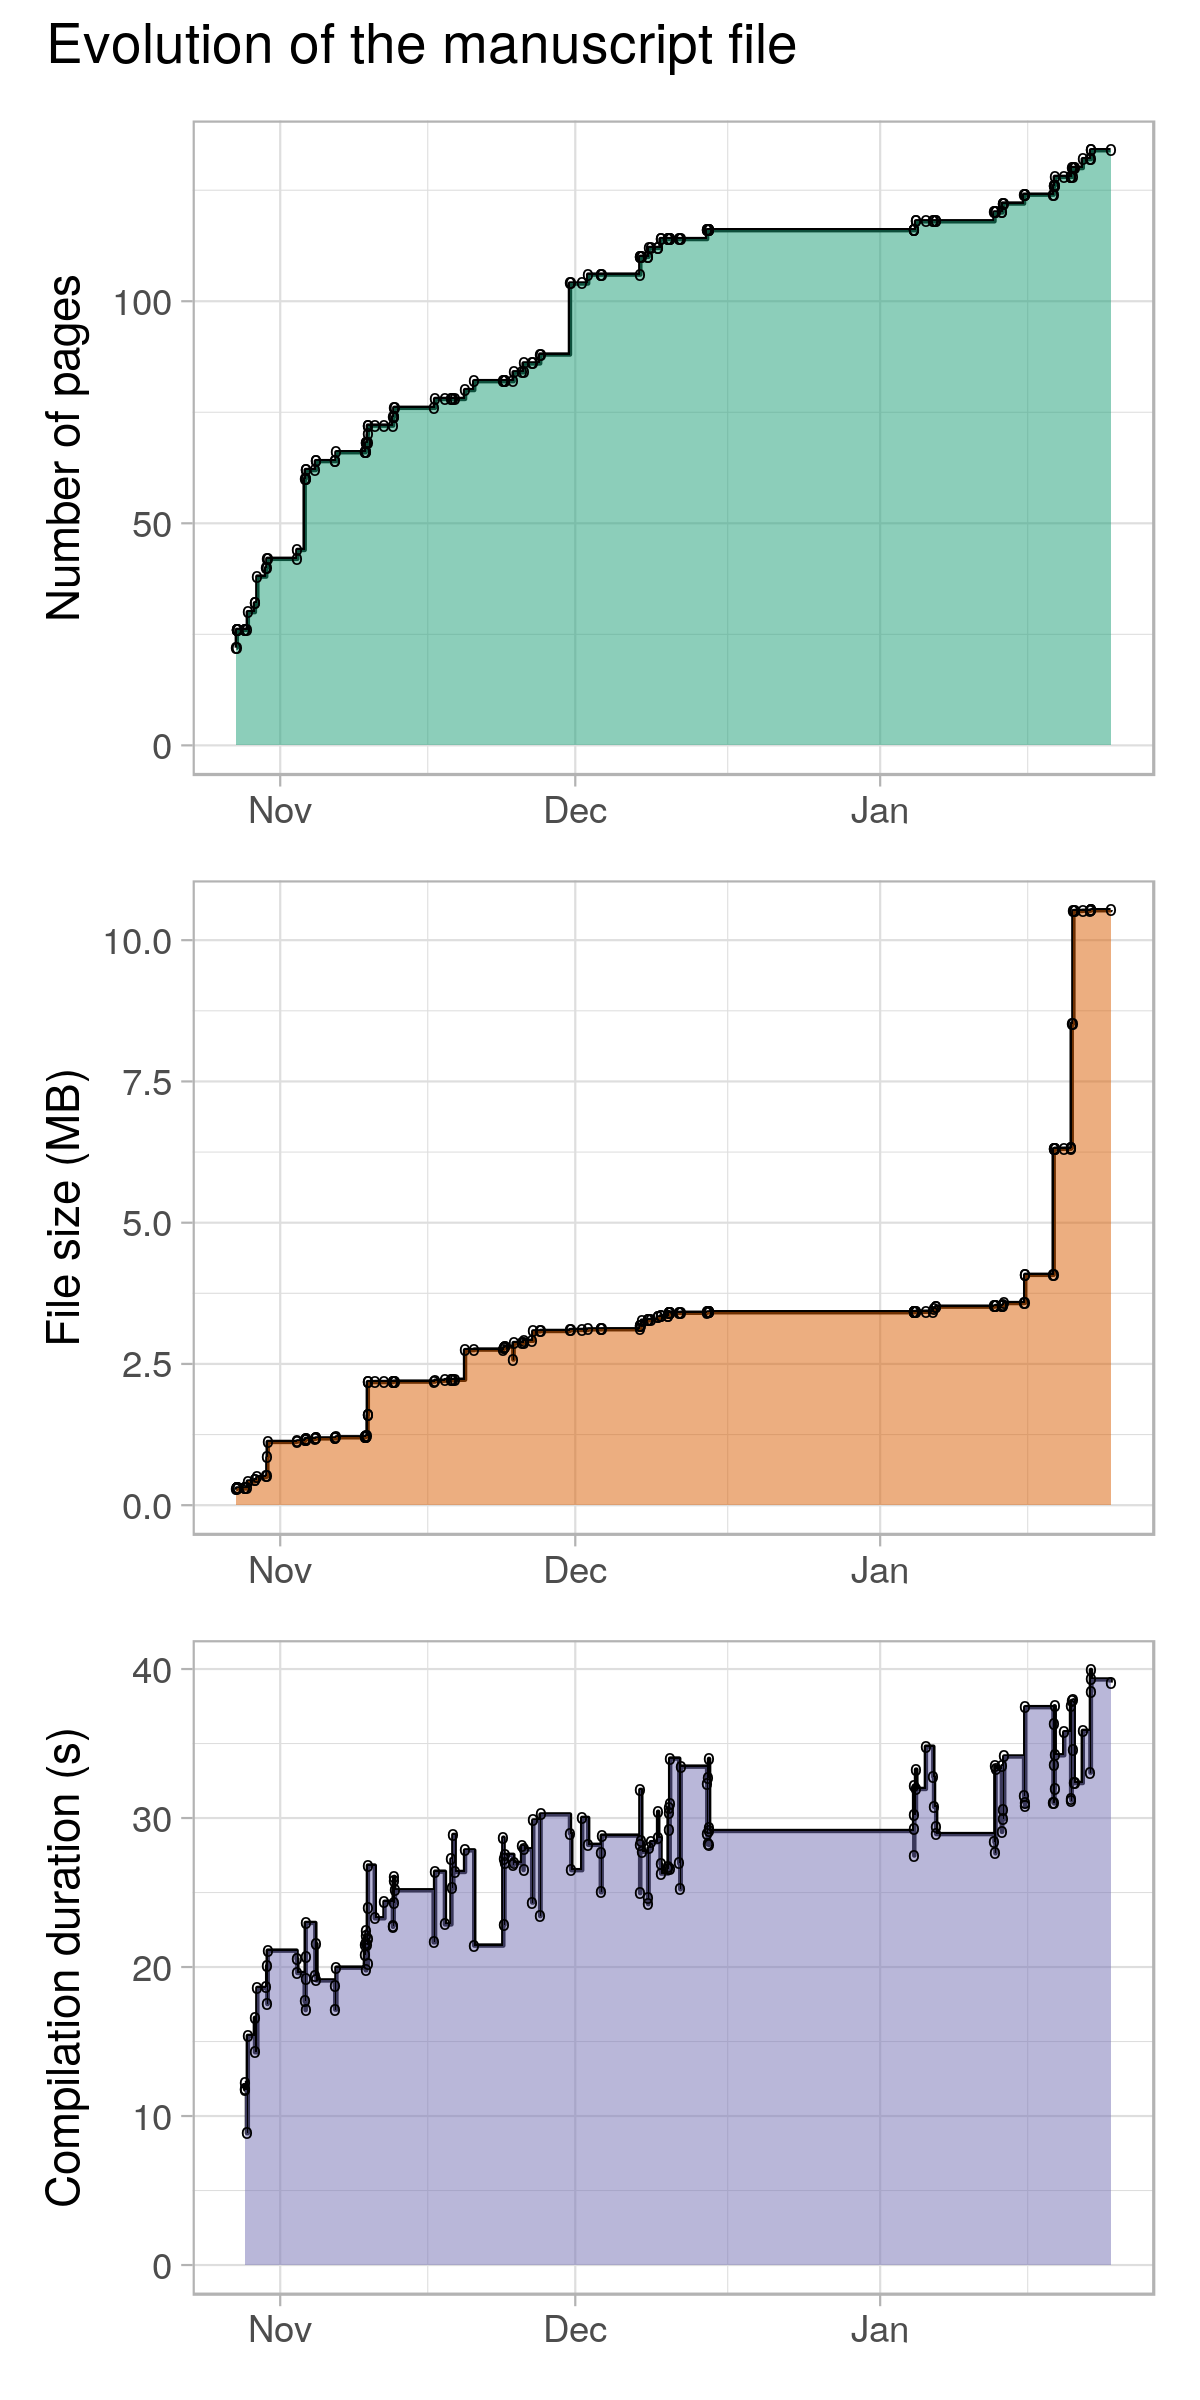 Evolution of the manuscript file
Number of pages
100
50
0
Nov Dec Jan
File size (MB)
10.0
7.5
5.0
2.5
0.0
Nov Dec Jan
Compilation duration (s)
40
30
20
10
0
Nov Dec Jan